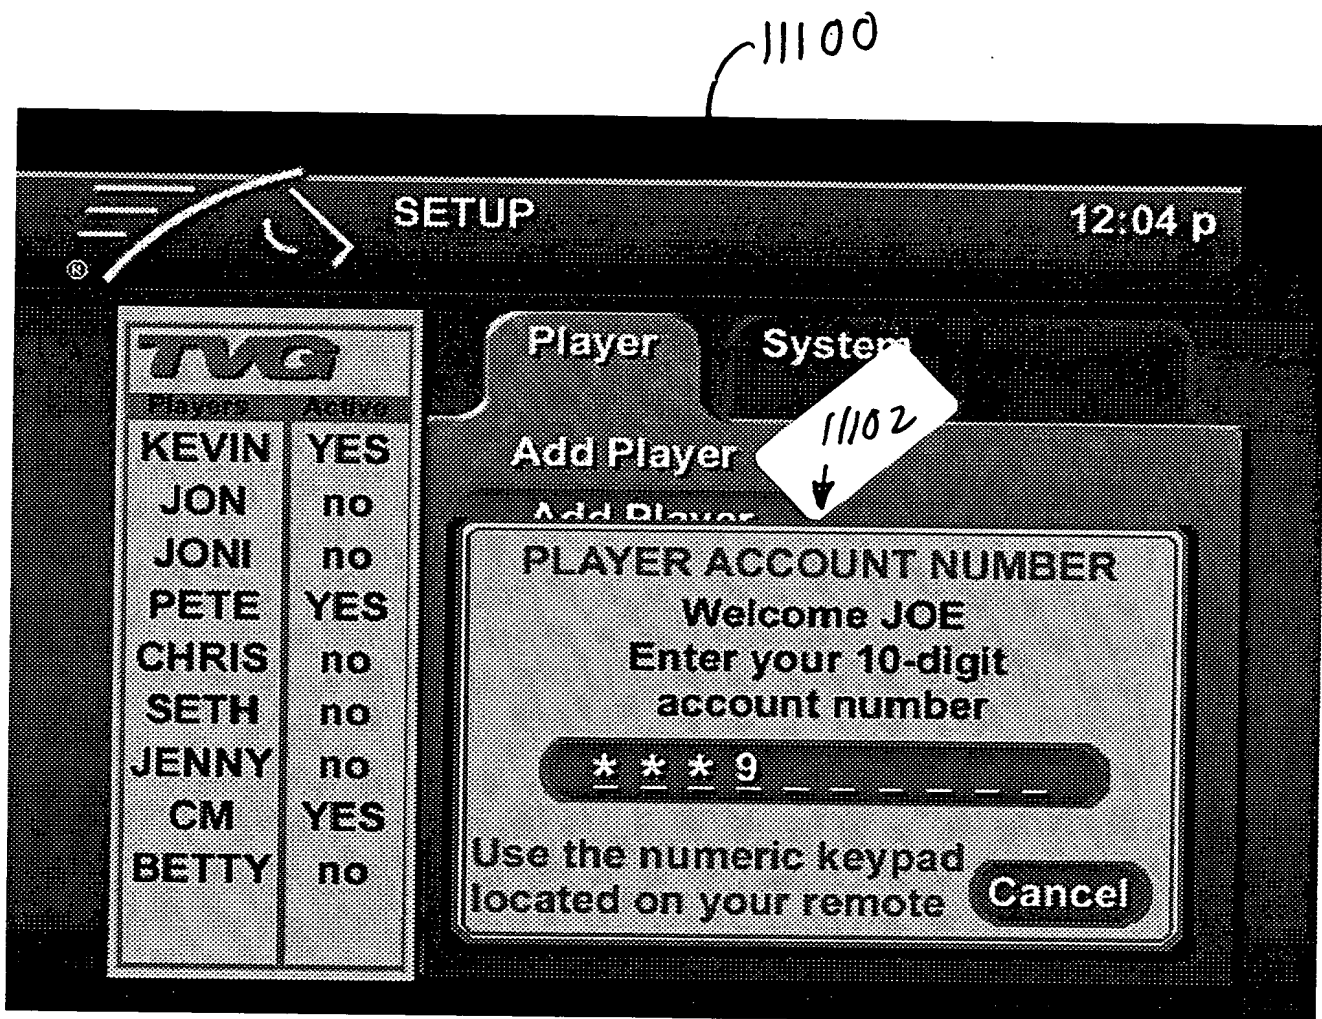 11100
SETUP
12:04 p
®
TVG
Players Active
KEVIN YES
JON no
JONI no
PETE YES
CHRIS no
SETH no
JENNY no
CM YES
BETTY no
Player
System
11102
Add Player
Add Player
PLAYER ACCOUNT NUMBER
Welcome JOE
Enter your 10-digit
account number
* * * 9 _ _ _ _ _ _
Use the numeric keypad
located on your remote
Cancel